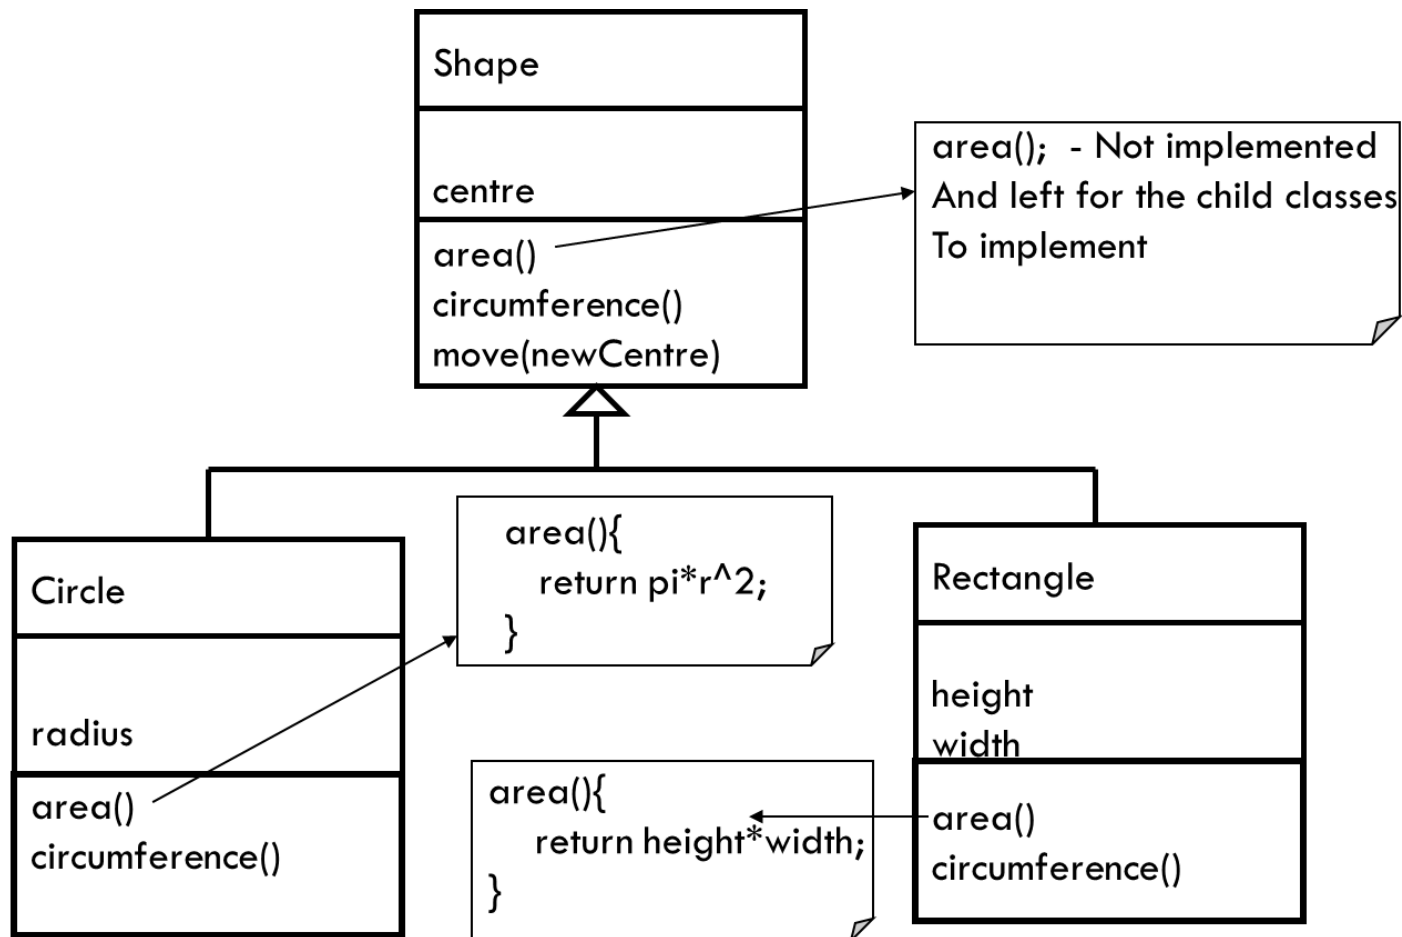 Shape
centre
area()
circumference()
move(newCentre)
area();  - Not implemented
And left for the child classes
To implement
Circle
radius
area()
circumference()
area(){
return pi*r^2;
}
area(){
return height*width;
}
Rectangle
height
width
area()
circumference()